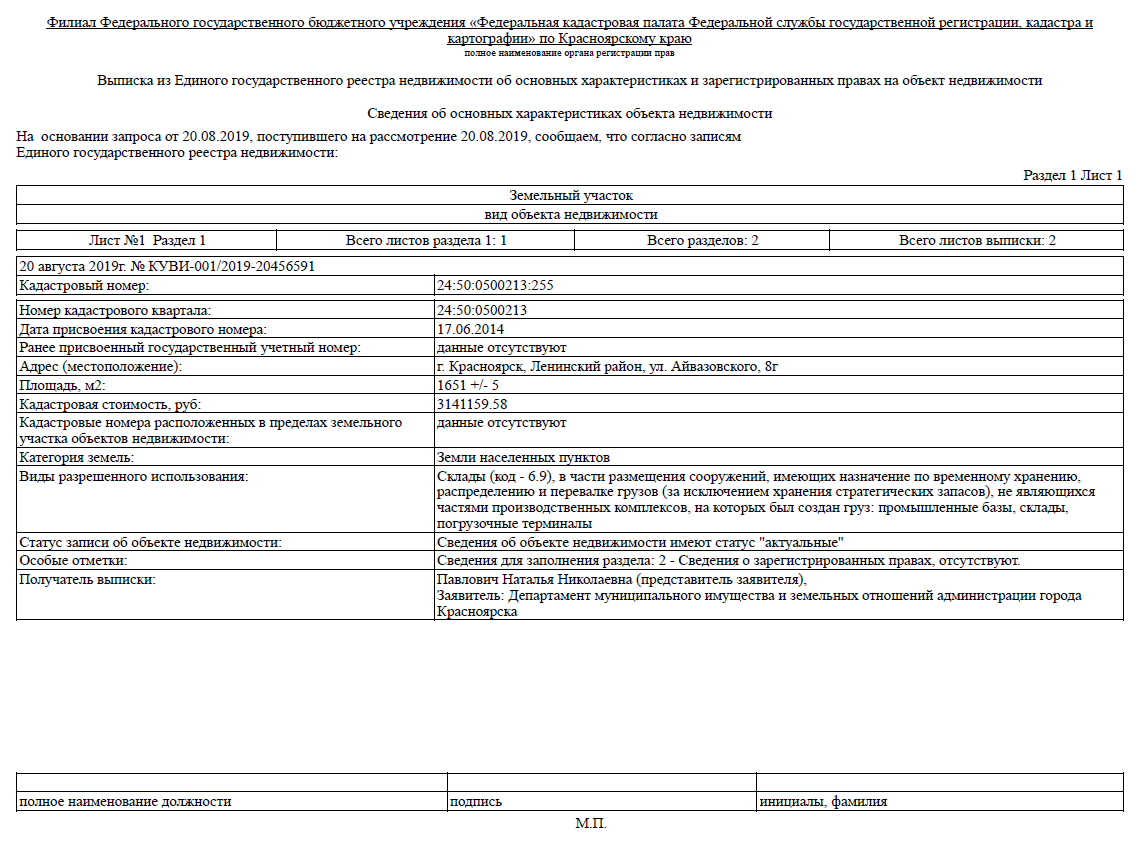 Филиал Федерального государственного бюджетного учреждения «Федеральная кадастровая палата Федеральной службы государственной регистрации, кадастра и
картографии» по Красноярскому краю
полное наименование органа регистрации прав
Выписка из Единого государственного реестра недвижимости об основных характеристиках и зарегистрированных правах на объект недвижимости
Сведения об основных характеристиках объекта недвижимости
На основании запроса от 20.08.2019, поступившего на рассмотрение 20.08.2019, сообщаем, что согласно записям
Единого государственного реестра недвижимости:
Раздел 1 Лист 1
Земельный участок
вид объекта недвижимости
Лист №1 Раздел 1 Всего листов раздела 1: 1 Всего разделов: 2 Всего листов выписки: 2
20 августа 2019г. № КУВИ-001/2019-20456591
Кадастровый номер: 24:50:0500213:255
Номер кадастрового квартала: 24:50:0500213
Дата присвоения кадастрового номера: 17.06.2014
Ранее присвоенный государственный учетный номер: данные отсутствуют
Адрес (местоположение): г. Красноярск, Ленинский район, ул. Айвазовского, 8г
Площадь, м2: 1651 +/- 5
Кадастровая стоимость, руб: 3141159.58
Кадастровые номера расположенных в пределах земельного данные отсутствуют
участка объектов недвижимости:
Категория земель: Земли населенных пунктов
Виды разрешенного использования: Склады (код - 6.9), в части размещения сооружений, имеющих назначение по временному хранению,
распределению и перевалке грузов (за исключением хранения стратегических запасов), не являющихся
частями производственных комплексов, на которых был создан груз: промышленные базы, склады,
погрузочные терминалы
Статус записи об объекте недвижимости: Сведения об объекте недвижимости имеют статус "актуальные"
Особые отметки: Сведения для заполнения раздела: 2 - Сведения о зарегистрированных правах, отсутствуют.
Получатель выписки: Павлович Наталья Николаевна (представитель заявителя),
Заявитель: Департамент муниципального имущества и земельных отношений администрации города
Красноярска
полное наименование должности подпись инициалы, фамилия
М.П.